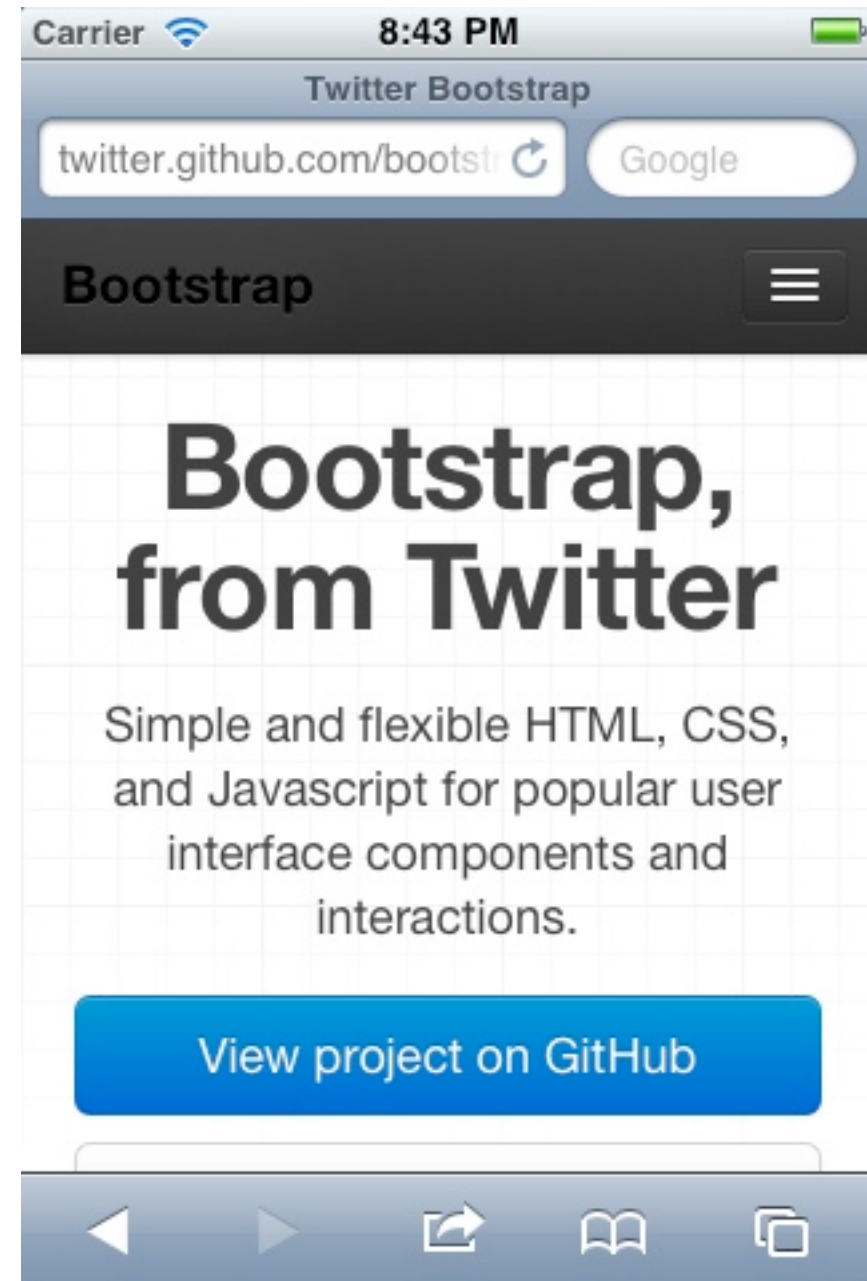 Carrier 8:43 PM
Twitter Bootstrap
twitter.github.com/bootst Google
Bootstrap
Bootstrap,
from Twitter
Simple and flexible HTML, CSS,
and Javascript for popular user
interface components and
interactions.
View project on GitHub